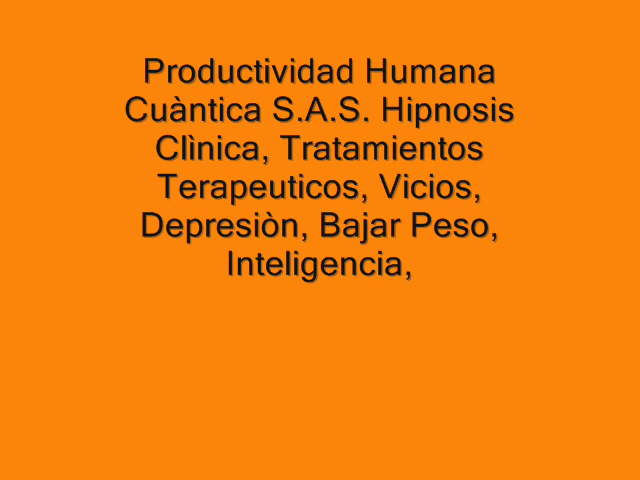 Productividad Humana
Cuàntica S.A.S. Hipnosis
Clìnica, Tratamientos
Terapeuticos, Vicios,
Depresiòn, Bajar Peso,
Inteligencia,